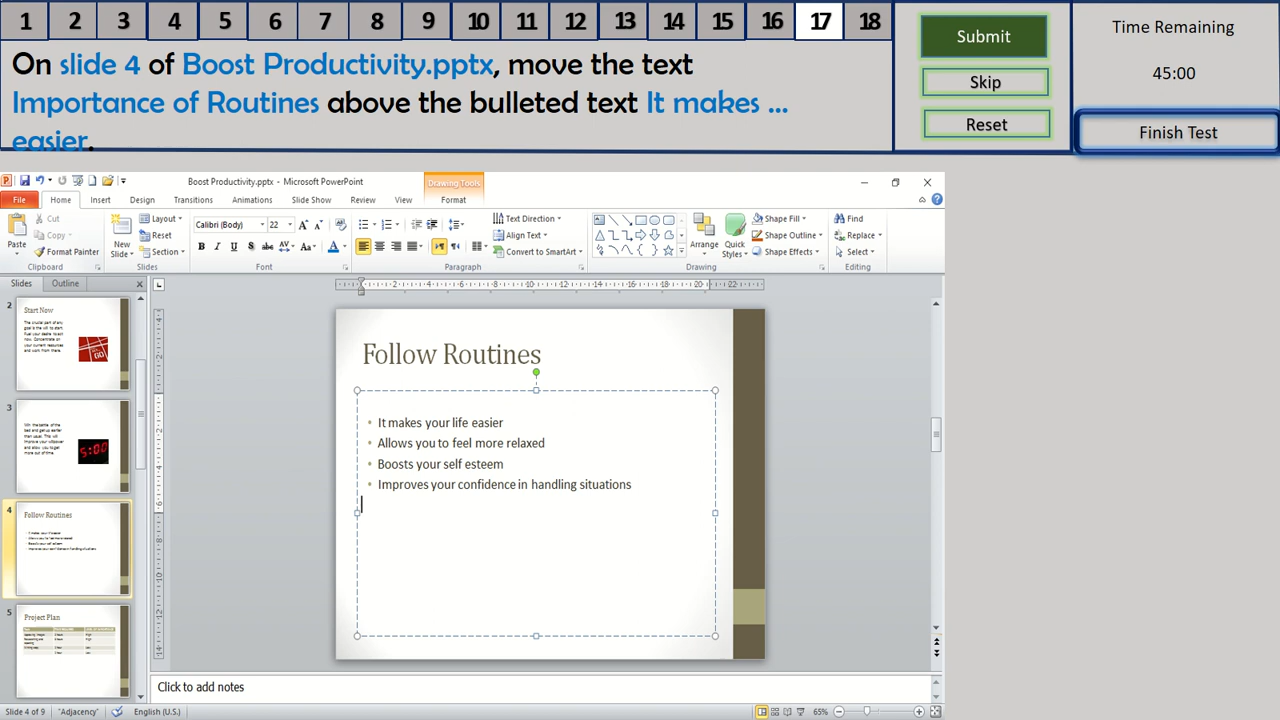 1 2 3 4 5 6 7 8 9 10 11 12 13 14 15 16 17 18
On slide 4 of Boost Productivity.pptx, move the text
Importance of Routines above the bulleted text It makes ...
easier.
Submit
Skip
Reset
Time Remaining
45:00
Finish Test
Boost Productivity.pptx - Microsoft PowerPoint
Drawing Tools
File Home Insert Design Transitions Animations Slide Show Review View Format
Paste
Cut
Copy
Format Painter
Clipboard
New
Slide
Layout
Reset
Section
Slides
Calibri (Body) 22
Font
Paragraph
Text Direction
Align Text
Convert to SmartArt
Arrange
Quick
Styles
Shape Fill
Shape Outline
Shape Effects
Drawing
Find
Replace
Select
Editing
Slides Outline
2
Start Now
3
4
Follow Routines
5
Project Plan
Follow Routines
• It makes your life easier
• Allows you to feel more relaxed
• Boosts your self esteem
• Improves your confidence in handling situations
Click to add notes
Slide 4 of 9 "Adjacency" English (U.S.) 65%